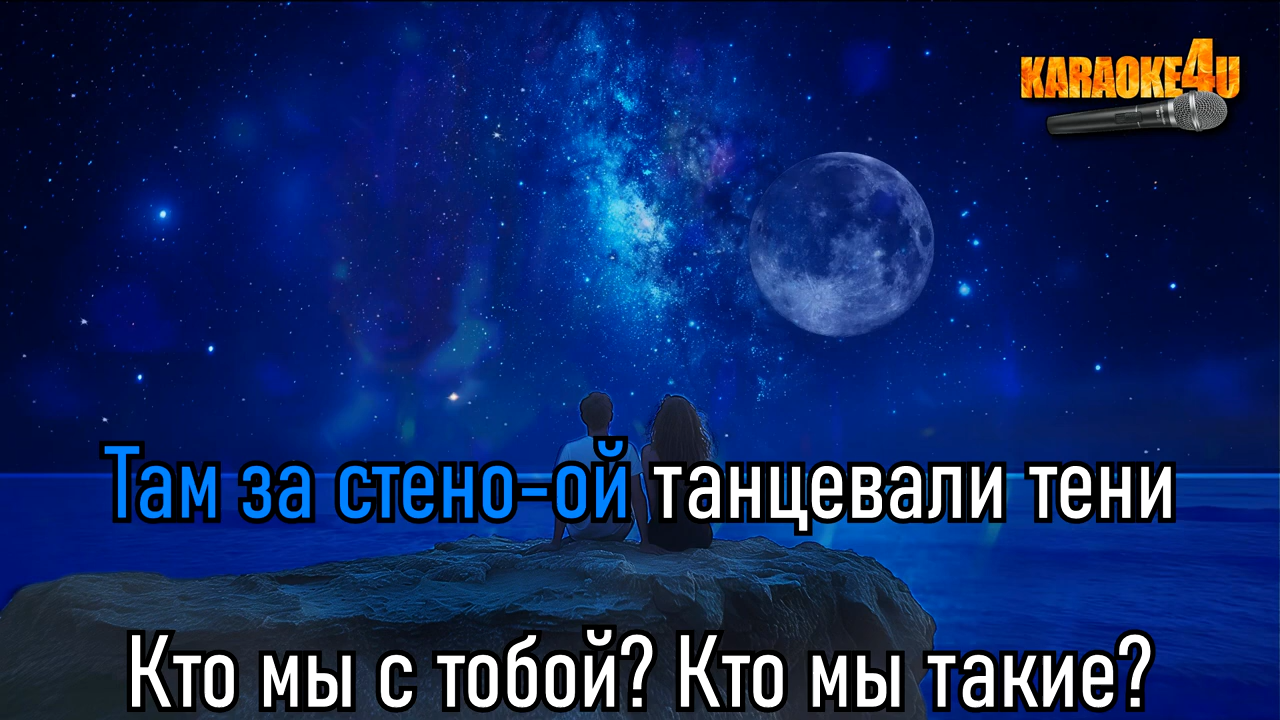 KARAOKE4U
Там за стено-ой танцевали тени
Кто мы с тобой? Кто мы такие?